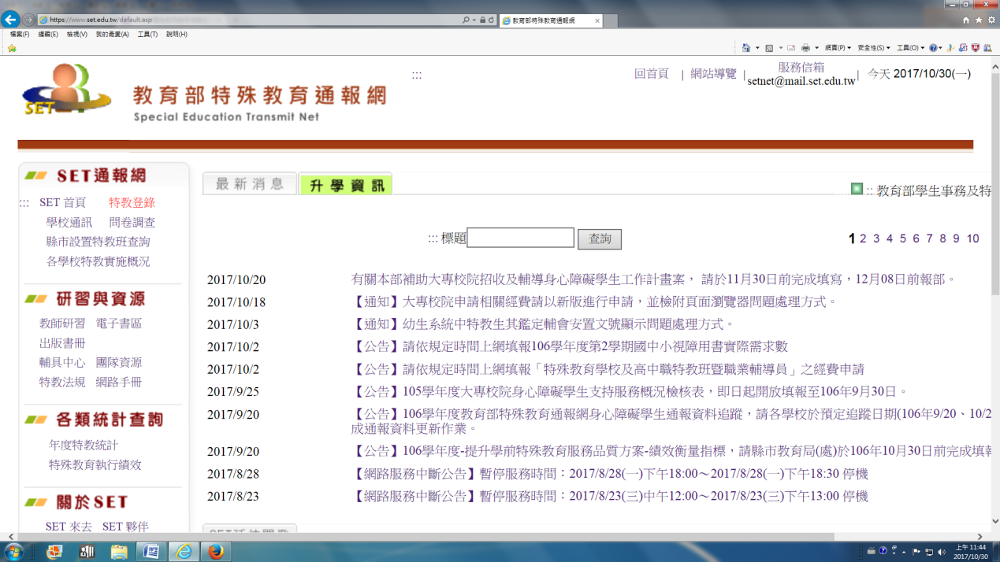 https://www.set.edu.tw/default.asp
教育部特殊教育通報網
檔案(F) 編輯(E) 檢視(V) 我的最愛(A) 工具(T) 說明(H)
網頁(P) 安全性(S) 工具(O)
SET
教育部特殊教育通報網
Special Education Transmit Net
:::
回首頁 | 網站導覽 | 服務信箱 setnet@mail.set.edu.tw | 今天 2017/10/30(一)
SET通報網
::: SET 首頁 特教登錄
學校通訊 問卷調查
縣市設置特教班查詢
各學校特教實施概況
研習與資源
教師研習 電子書區
出版書冊
輔具中心 團隊資源
特教法規 網路手冊
各類統計查詢
年度特教統計
特殊教育執行績效
關於SET
SET 來去 SET 夥伴
最新消息 升學資訊
:: 教育部學生事務及特
::: 標題 查詢
1 2 3 4 5 6 7 8 9 10
2017/10/20 有關本部補助大專校院招收及輔導身心障礙學生工作計畫案， 請於11月30日前完成填寫，12月08日前報部。
2017/10/18 【通知】大專校院申請相關經費請以新版進行申請，並檢附頁面瀏覽器問題處理方式。
2017/10/3 【通知】幼生系統中特教生其鑑定輔會安置文號顯示問題處理方式。
2017/10/2 【公告】請依規定時間上網填報106學年度第2學期國中小視障用書實際需求數
2017/10/2 【公告】請依規定時間上網填報「特殊教育學校及高中職特教班暨職業輔導員」之經費申請
2017/9/25 【公告】105學年度大專校院身心障礙學生支持服務概況檢核表，即日起開放填報至106年9月30日。
2017/9/20 【公告】106學年度教育部特殊教育通報網身心障礙學生通報資料追蹤，請各學校於預定追蹤日期(106年9/20、10/2
成通報資料更新作業。
2017/9/20 【公告】106學年度-提升學前特殊教育服務品質方案-績效衡量指標，請縣市教育局(處)於106年10月30日前完成填
2017/8/28 【網路服務中斷公告】暫停服務時間：2017/8/28(一)下午18:00～2017/8/28(一)下午18:30 停機
2017/8/23 【網路服務中斷公告】暫停服務時間：2017/8/23(三)中午12:00～2017/8/23(三)下午13:00 停機
上午 11:44
2017/10/30